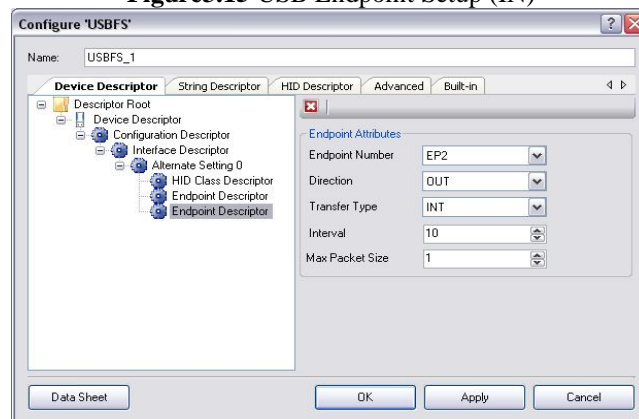 Figure3.15 USB Endpoint Setup (IN)
Configure 'USBFS'
Name: USBFS_1
Device Descriptor String Descriptor HID Descriptor Advanced Built-in
Descriptor Root
Device Descriptor
Configuration Descriptor
Interface Descriptor
Alternate Setting 0
HID Class Descriptor
Endpoint Descriptor
Endpoint Descriptor
Endpoint Attributes
Endpoint Number EP2
Direction OUT
Transfer Type INT
Interval 10
Max Packet Size 1
Data Sheet OK Apply Cancel